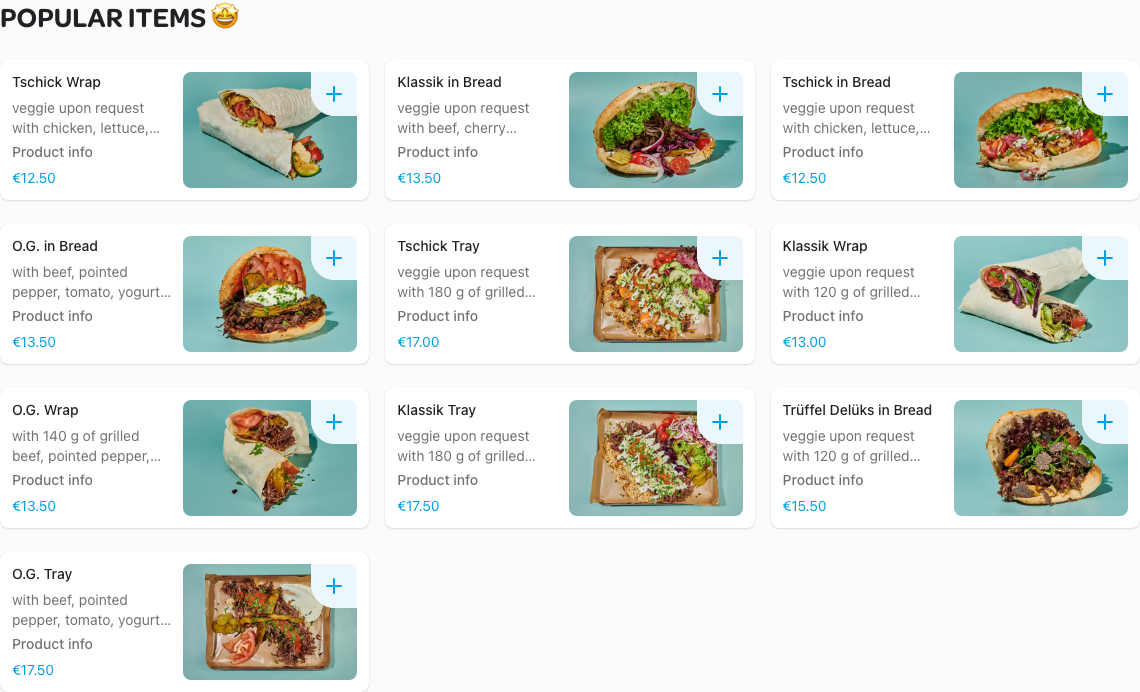 POPULAR ITEMS 🤩
Tschick Wrap
veggie upon request
with chicken, lettuce,...
Product info
€12.50
Klassik in Bread
veggie upon request
with beef, cherry...
Product info
€13.50
Tschick in Bread
veggie upon request
with chicken, lettuce,...
Product info
€12.50
O.G. in Bread
with beef, pointed
pepper, tomato, yogurt...
Product info
€13.50
Tschick Tray
veggie upon request
with 180 g of grilled...
Product info
€17.00
Klassik Wrap
veggie upon request
with 120 g of grilled...
Product info
€13.00
O.G. Wrap
with 140 g of grilled
beef, pointed pepper,...
Product info
€13.50
Klassik Tray
veggie upon request
with 180 g of grilled...
Product info
€17.50
Trüffel Delüks in Bread
veggie upon request
with 120 g of grilled...
Product info
€15.50
O.G. Tray
with beef, pointed
pepper, tomato, yogurt...
Product info
€17.50